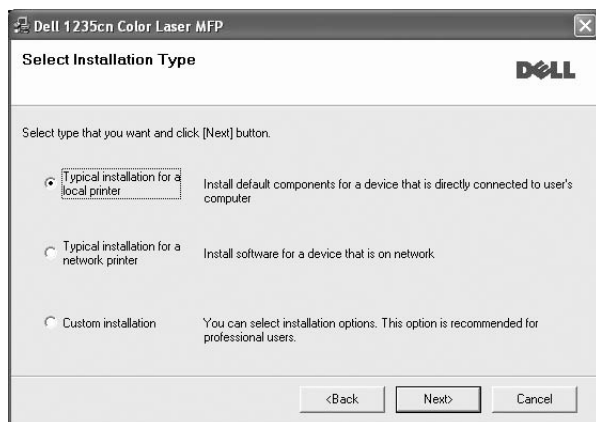 Dell 1235cn Color Laser MFP
Select Installation Type
DELL
Select type that you want and click [Next] button.
Typical installation for a
local printer
Install default components for a device that is directly connected to user's
computer
Typical installation for a
network printer
Install software for a device that is on network
Custom installation
You can select installation options. This option is recommended for
professional users.
<Back
Next>
Cancel